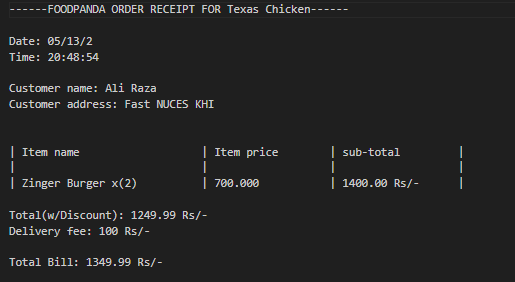 ------FOODPANDA ORDER RECEIPT FOR Texas Chicken------
Date: 05/13/2
Time: 20:48:54
Customer name: Ali Raza
Customer address: Fast NUCES KHI
| Item name | Item price | sub-total |
| | | |
| Zinger Burger x(2) | 700.000 | 1400.00 Rs/- |
Total(w/Discount): 1249.99 Rs/-
Delivery fee: 100 Rs/-
Total Bill: 1349.99 Rs/-